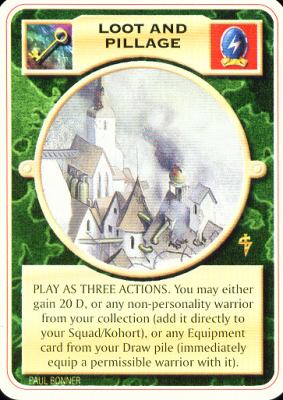 LOOT AND
PILLAGE
PLAY AS THREE ACTIONS. You may either
gain 20 D, or any non-personality warrior
from your collection (add it directly to
your Squad/Kohort), or any Equipment
card from your Draw pile (immediately
equip a permissible warrior with it).
PAUL BONNER